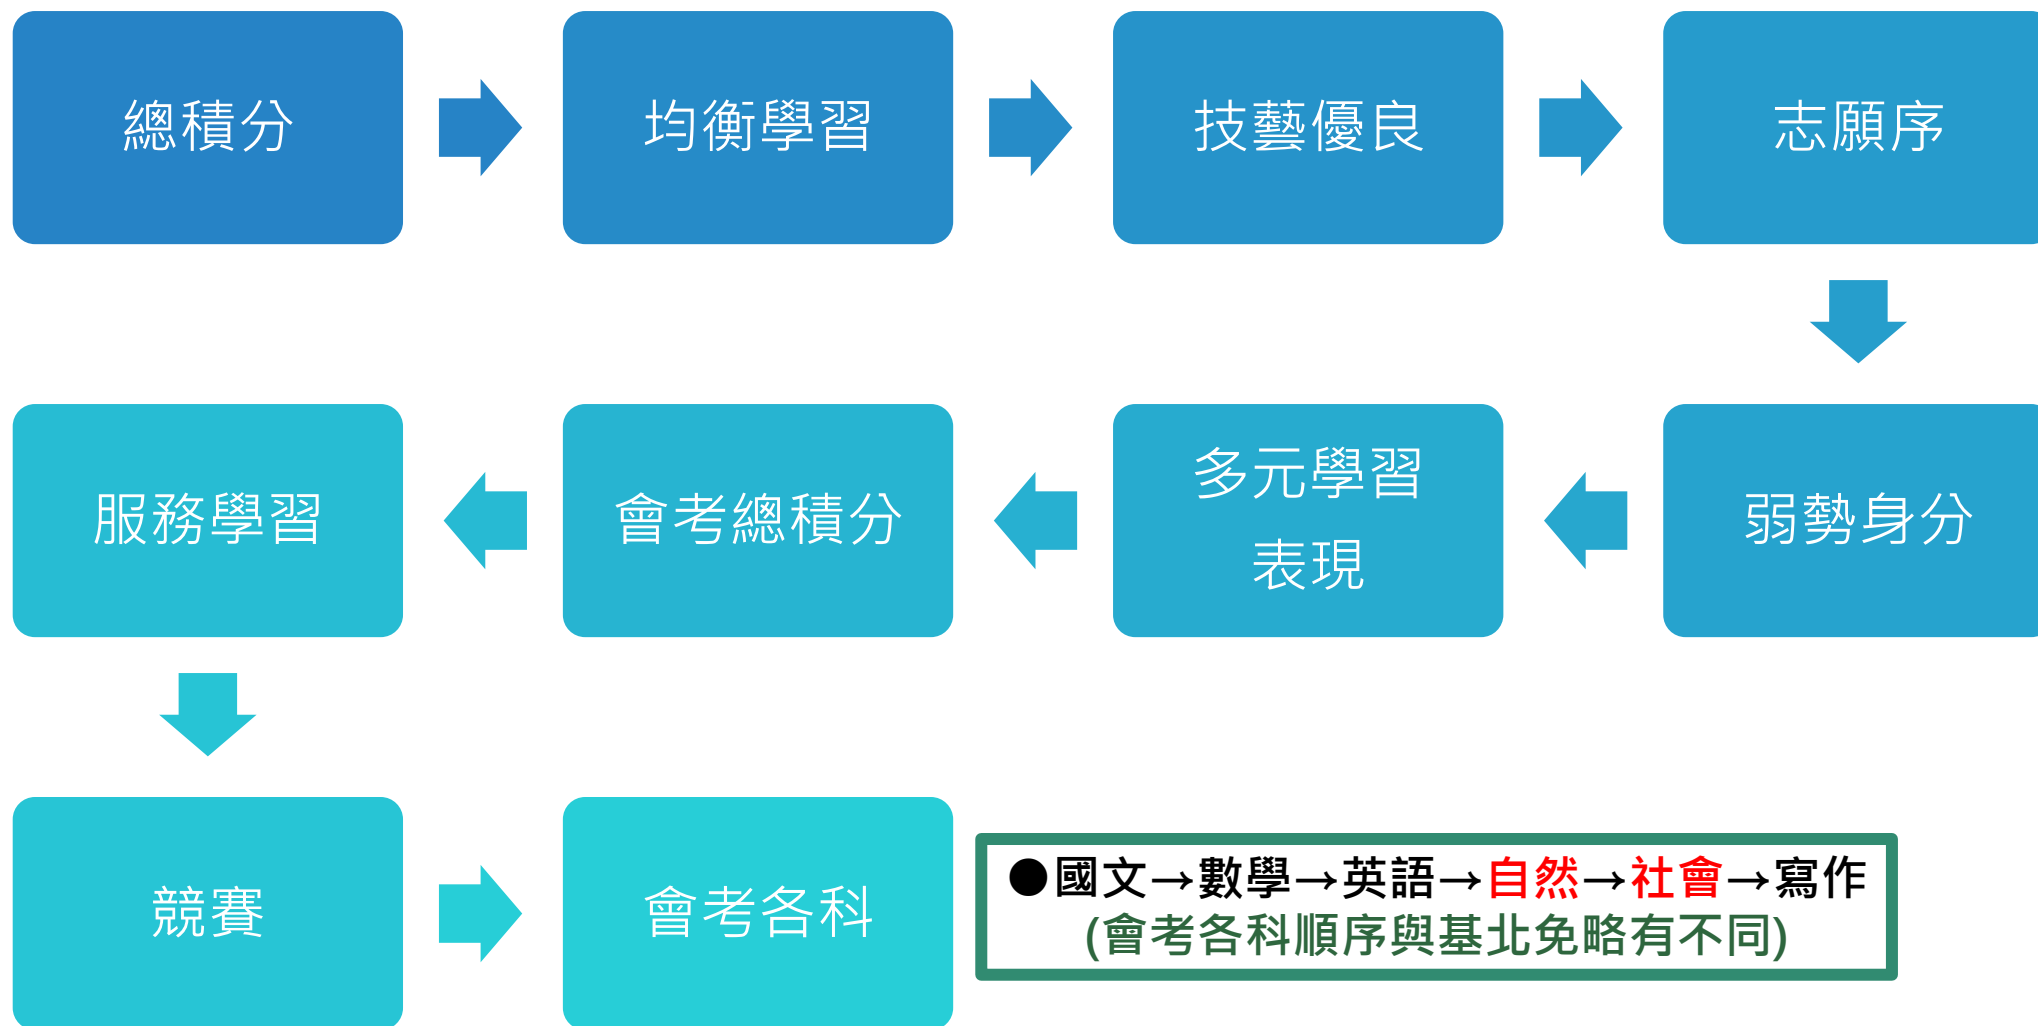 總積分
均衡學習
技藝優良
志願序
弱勢身分
多元學習
表現
會考總積分
服務學習
競賽
會考各科
●國文→數學→英語→自然→社會→寫作
(會考各科順序與基北免略有不同)